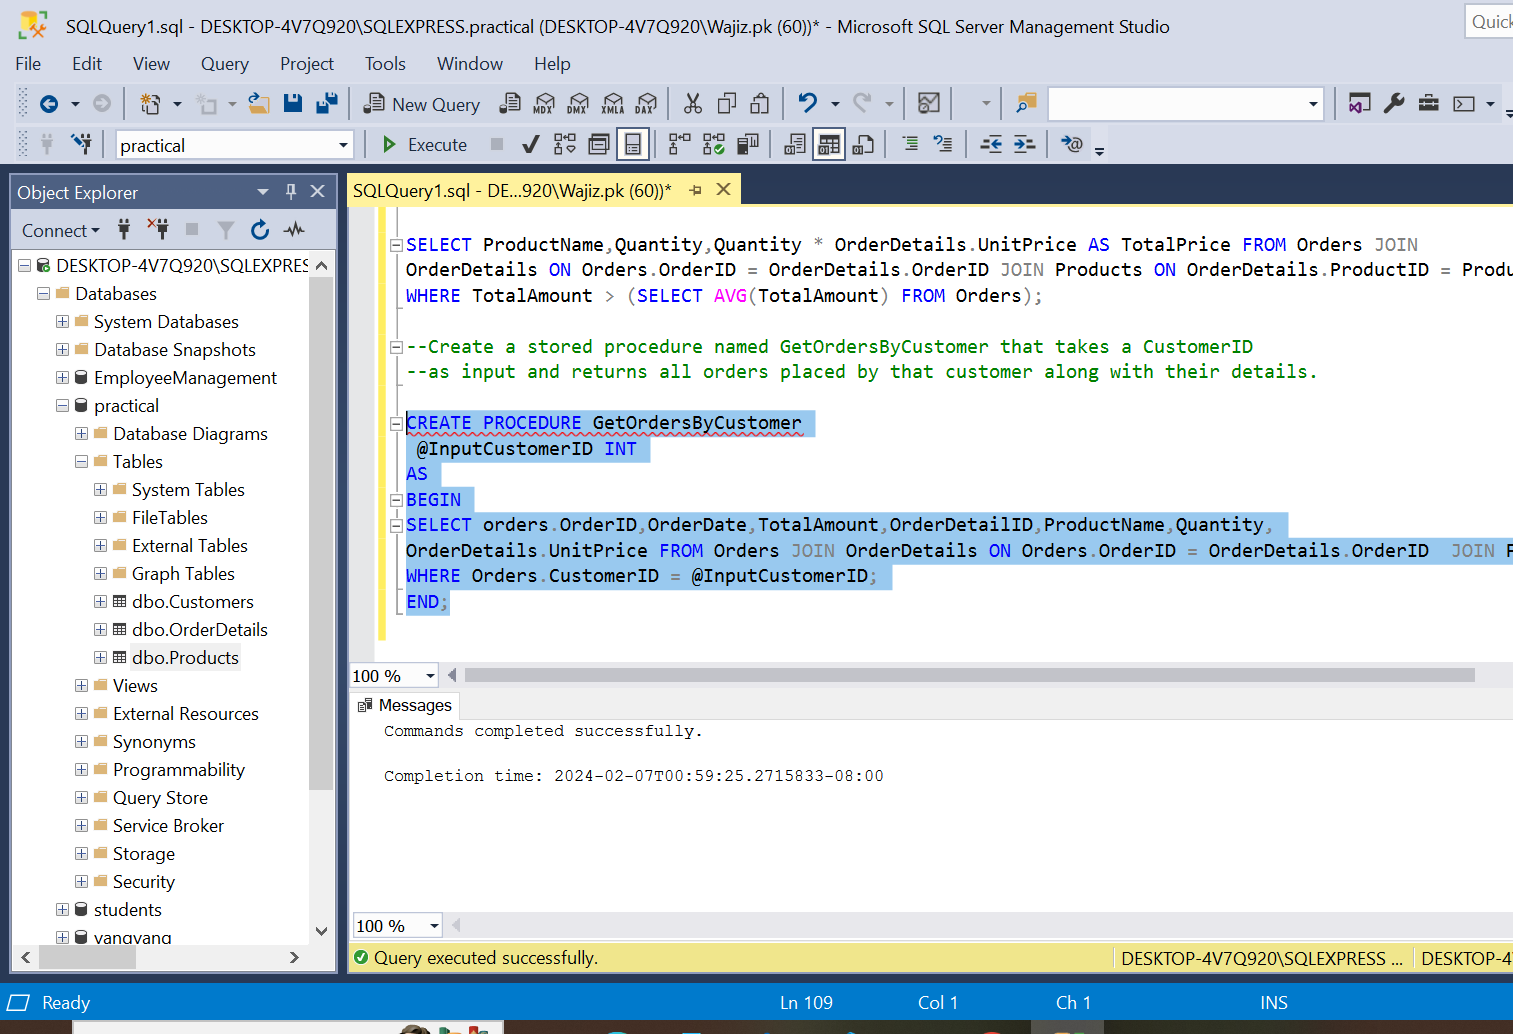 SQLQuery1.sql - DESKTOP-4V7Q920\SQLEXPRESS.practical (DESKTOP-4V7Q920\Wajiz.pk (60))* - Microsoft SQL Server Management Studio
Quick
File Edit View Query Project Tools Window Help
New Query MDX DMX XMLA DAX
practical Execute
Object Explorer
SQLQuery1.sql - DE...920\Wajiz.pk (60))*
Connect
DESKTOP-4V7Q920\SQLEXPRES
Databases
System Databases
Database Snapshots
EmployeeManagement
practical
Database Diagrams
Tables
System Tables
FileTables
External Tables
Graph Tables
dbo.Customers
dbo.OrderDetails
dbo.Products
Views
External Resources
Synonyms
Programmability
Query Store
Service Broker
Storage
Security
students
yangyang
SELECT ProductName,Quantity,Quantity * OrderDetails.UnitPrice AS TotalPrice FROM Orders JOIN
OrderDetails ON Orders.OrderID = OrderDetails.OrderID JOIN Products ON OrderDetails.ProductID = Produ
WHERE TotalAmount > (SELECT AVG(TotalAmount) FROM Orders);
--Create a stored procedure named GetOrdersByCustomer that takes a CustomerID
--as input and returns all orders placed by that customer along with their details.
CREATE PROCEDURE GetOrdersByCustomer
@InputCustomerID INT
AS
BEGIN
SELECT orders.OrderID,OrderDate,TotalAmount,OrderDetailID,ProductName,Quantity,
OrderDetails.UnitPrice FROM Orders JOIN OrderDetails ON Orders.OrderID = OrderDetails.OrderID JOIN P
WHERE Orders.CustomerID = @InputCustomerID;
END;
100 %
Messages
Commands completed successfully.
Completion time: 2024-02-07T00:59:25.2715833-08:00
100 %
Query executed successfully. DESKTOP-4V7Q920\SQLEXPRESS ... DESKTOP-4
Ready Ln 109 Col 1 Ch 1 INS